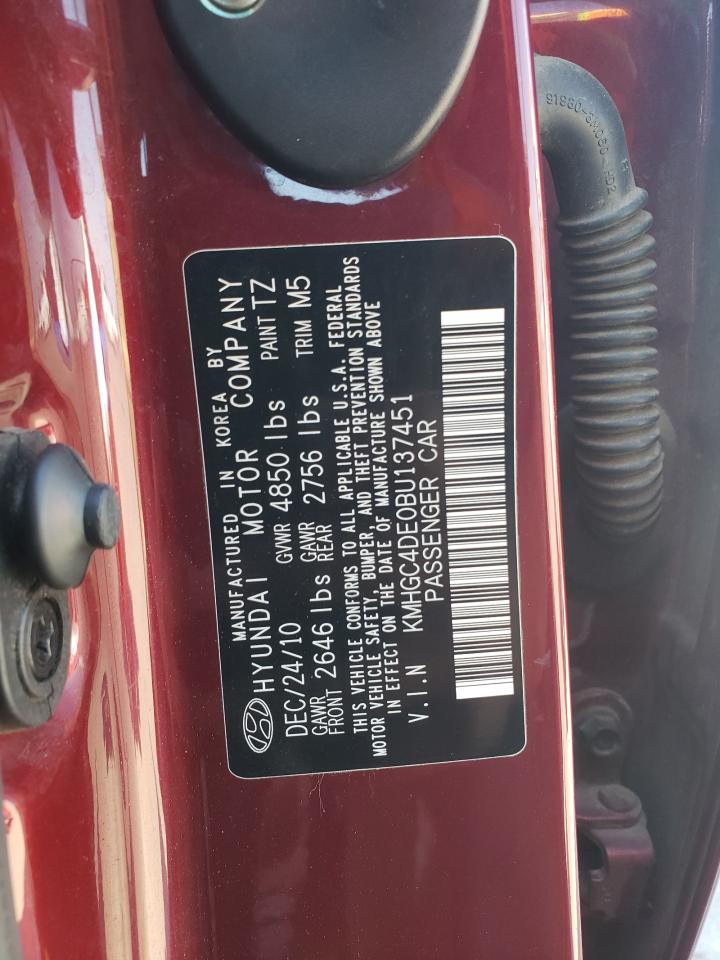 MANUFACTURED IN KOREA BY
HYUNDAI MOTOR COMPANY
DEC/24/10 GVWR 4850 lbs PAINT TZ
GAWR FRONT 2646 lbs GAWR REAR 2756 lbs TRIM M5
THIS VEHICLE CONFORMS TO ALL APPLICABLE U.S.A. FEDERAL
MOTOR VEHICLE SAFETY, BUMPER, AND THEFT PREVENTION STANDARDS
IN EFFECT ON THE DATE OF MANUFACTURE SHOWN ABOVE
V.I.N KMHGC4DE0BU137451
PASSENGER CAR